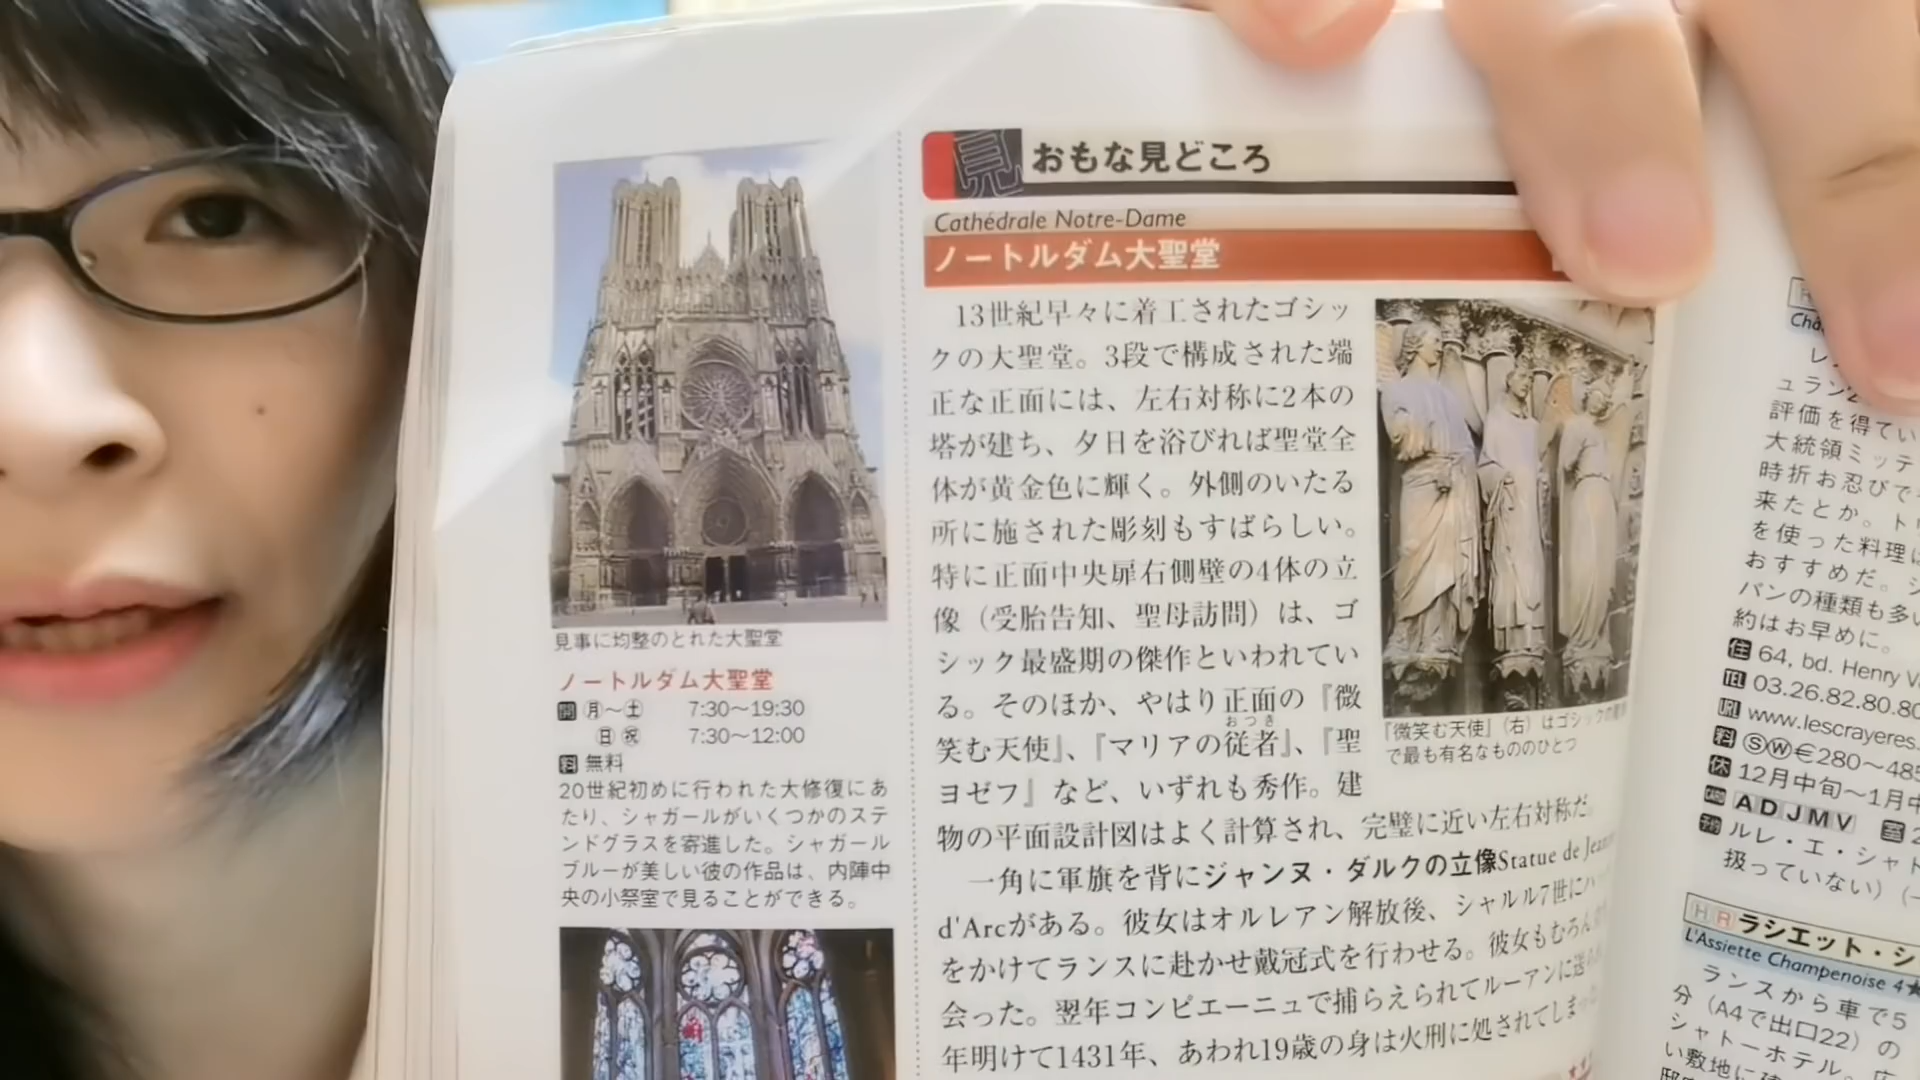 見事に均整のとれた大聖堂
ノートルダム大聖堂
開 月〜土 7:30〜19:30
日 祝 7:30〜12:00
料 無料
20世紀初めに行われた大修復にあ
たり、シャガールがいくつかのステ
ンドグラスを寄進した。シャガール
ブルーが美しい彼の作品は、内陣中
央の小祭室で見ることができる。
見 おもな見どころ
Cathédrale Notre-Dame
ノートルダム大聖堂
13世紀早々に着工されたゴシッ
クの大聖堂。3段で構成された端
正な正面には、左右対称に2本の
塔が建ち、夕日を浴びれば聖堂全
体が黄金色に輝く。外側のいたる
所に施された彫刻もすばらしい。
特に正面中央扉右側壁の4体の立
像（受胎告知、聖母訪問）は、ゴ
シック最盛期の傑作といわれてい
る。そのほか、やはり正面の『微
笑む天使』、『マリアの従者』、『聖
おつき
ヨゼフ』など、いずれも秀作。建
物の平面設計図はよく計算され、完璧に近い左右対称だ。
一角に軍旗を背にジャンヌ・ダルクの立像Statue de
d'Arcがある。彼女はオルレアン解放後、シャルル7世に
をかけてランスに赴かせ戴冠式を行わせる。彼女もむろん
会った。翌年コンピエーニュで捕らえられてルーアンに
年明けて1431年、あわれ19歳の身は火刑に処されてしま
『微笑む天使』（右）はゴシックの
で最も有名なもののひとつ
レ
ュラン
評価を得てい
大統領ミッテ
時折お忍びで
来たとか。ト
を使った料理
おすすめだ。
パンの種類も多い
約はお早めに。
住 64, bd. Henry
TEL 03.26.82.80.80
URL www.lescrayeres.
料 Ⓢ Ⓦ €280〜485
休 12月中旬〜1月中
CARD A D J M V
予約 ルレ・エ・シャト
扱っていない）
H R ラシエット・シ
L'Assiette Champenoise 4★
ランスから車で5
分（A4で出口22）の
シャトーホテル。
い敷地に